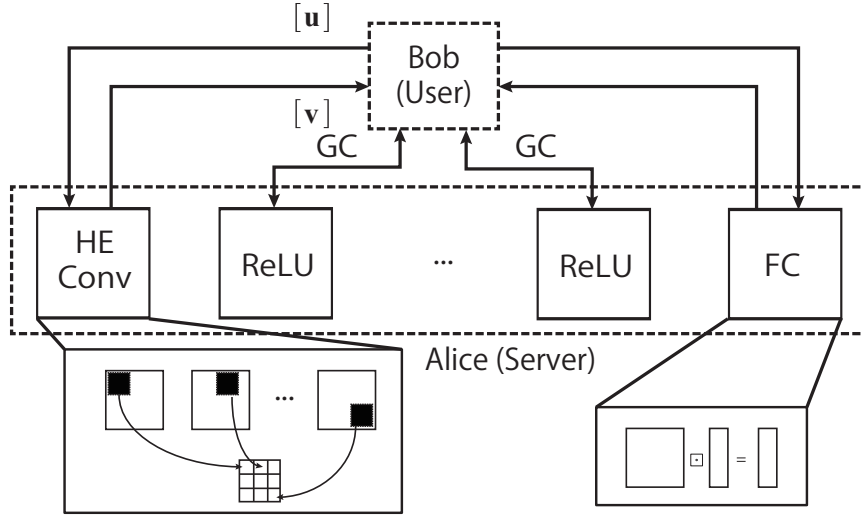 [u]
Bob
(User)
[v]
GC
GC
HE
Conv
ReLU
...
ReLU
FC
Alice (Server)
...
⊡ =